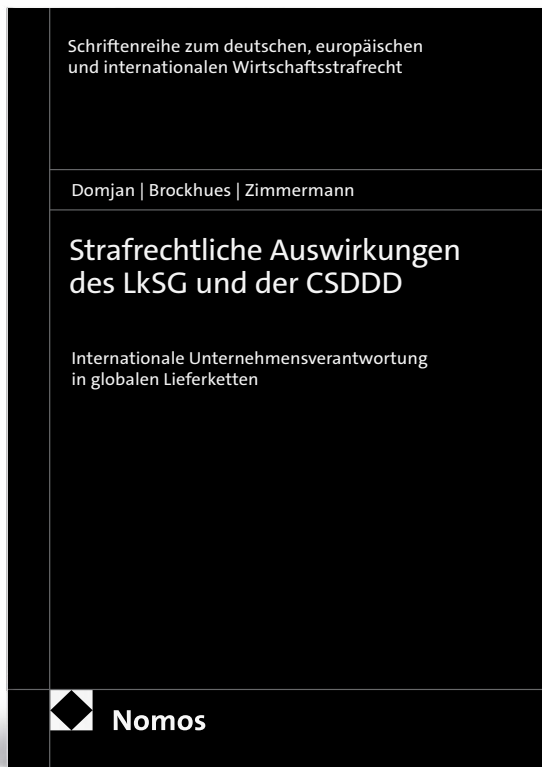 Schriftenreihe zum deutschen, europäischen
und internationalen Wirtschaftsstrafrecht
Domjan | Brockhues | Zimmermann
Strafrechtliche Auswirkungen
des LkSG und der CSDDD
Internationale Unternehmensverantwortung
in globalen Lieferketten
Nomos